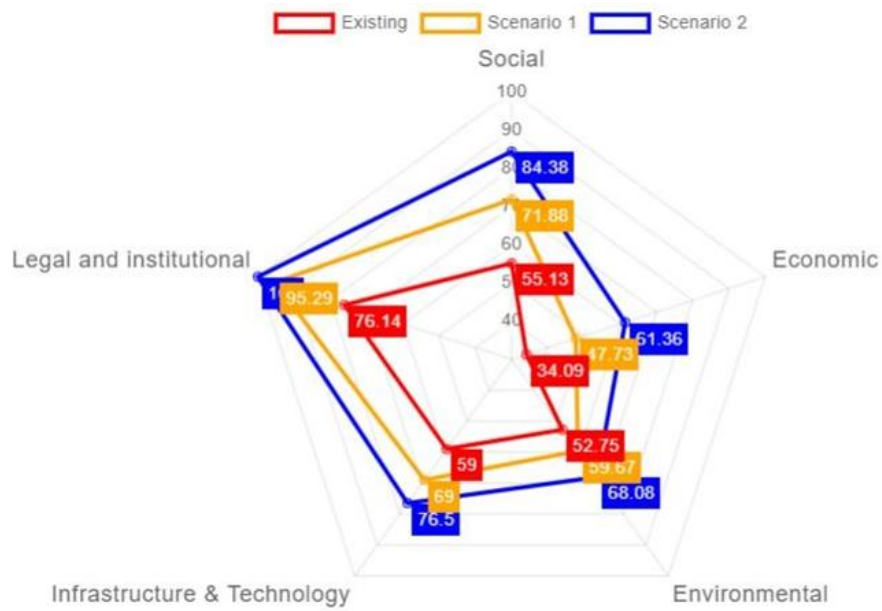 Existing
Scenario 1
Scenario 2
Social
100
90
60
40
84.38
71.88
55.13
Legal and institutional
Economic
95.29
76.14
61.36
47.73
34.09
52.75
59.67
68.08
59
69
76.5
Infrastructure & Technology
Environmental